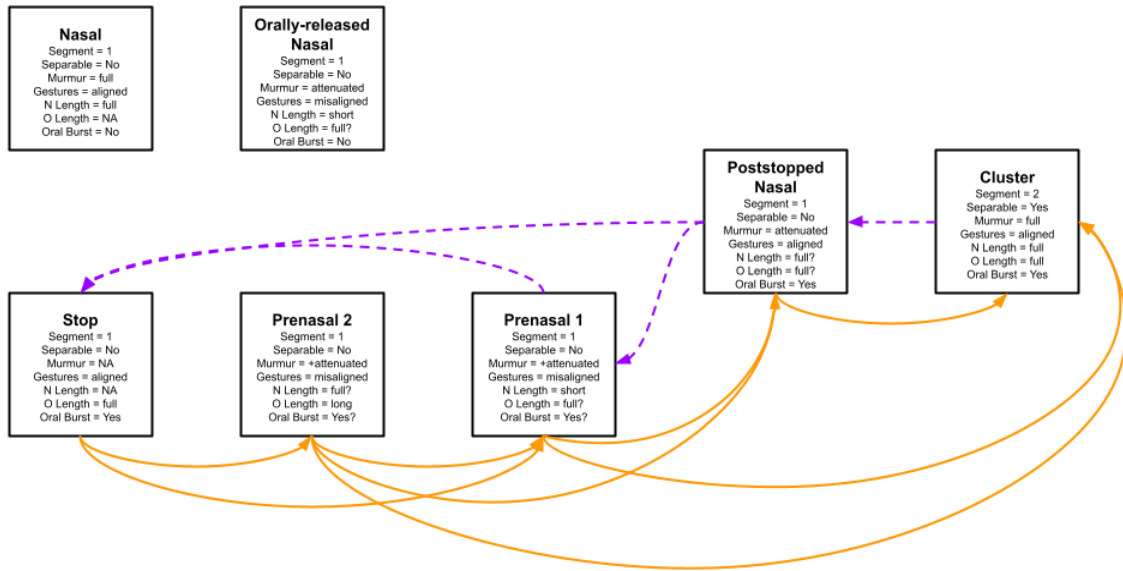 Nasal
Segment = 1
Separable = No
Murmur = full
Gestures = aligned
N Length = full
O Length = NA
Oral Burst = No
Orally-released
Nasal
Segment = 1
Separable = No
Murmur = attenuated
Gestures = misaligned
N Length = short
O Length = full?
Oral Burst = No
Poststopped
Nasal
Segment = 1
Separable = No
Murmur = attenuated
Gestures = aligned
N Length = full?
O Length = full?
Oral Burst = Yes
Cluster
Segment = 2
Separable = Yes
Murmur = full
Gestures = aligned
N Length = full
O Length = full
Oral Burst = Yes
Stop
Segment = 1
Separable = No
Murmur = NA
Gestures = aligned
N Length = NA
O Length = full
Oral Burst = Yes
Prenasal 2
Segment = 1
Separable = No
Murmur = +attenuated
Gestures = misaligned
N Length = full?
O Length = long
Oral Burst = Yes?
Prenasal 1
Segment = 1
Separable = No
Murmur = +attenuated
Gestures = misaligned
N Length = short
O Length = full?
Oral Burst = Yes?